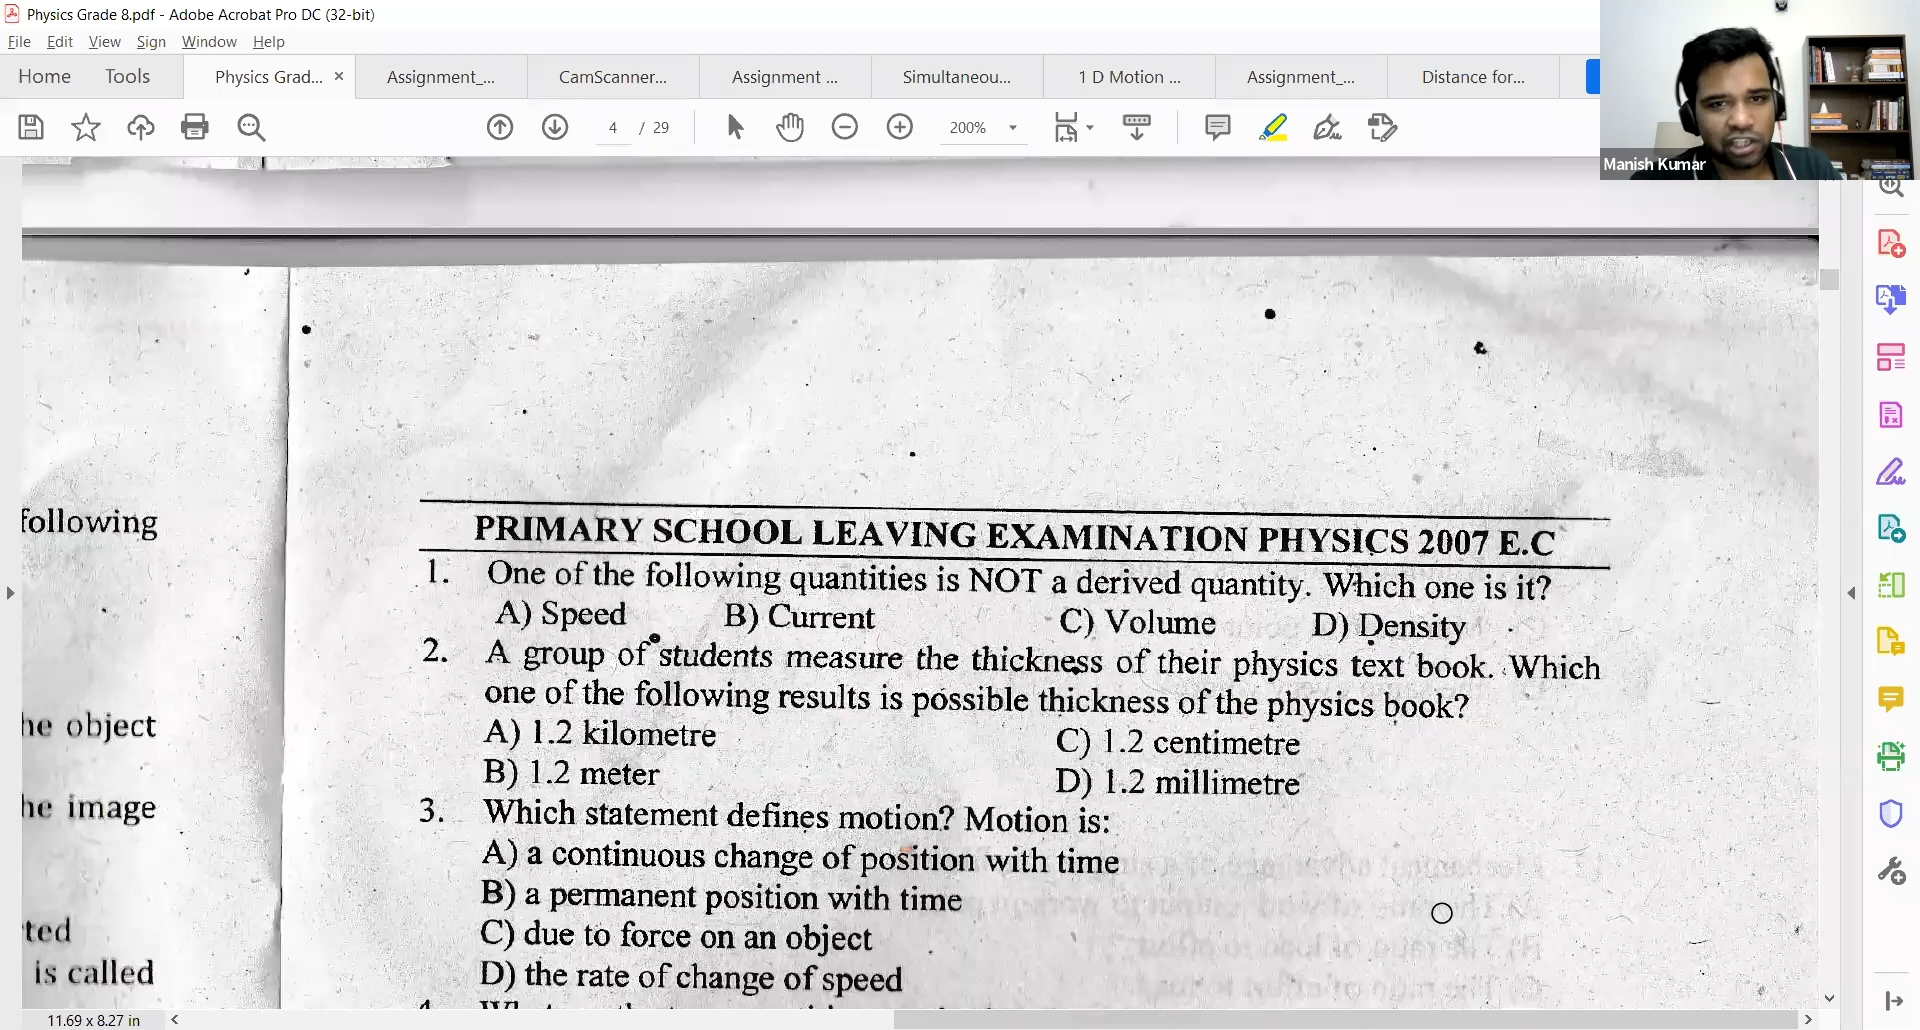 Physics Grade 8.pdf - Adobe Acrobat Pro DC (32-bit)
File Edit View Sign Window Help
Home Tools Physics Grad... × Assignment_... CamScanner... Assignment ... Simultaneou... 1 D Motion ... Assignment_... Distance for...
4 / 29 200%
Manish Kumar
following
he object
he image
ted
is called
PRIMARY SCHOOL LEAVING EXAMINATION PHYSICS 2007 E.C
1. One of the following quantities is NOT a derived quantity. Which one is it?
A) Speed B) Current C) Volume D) Density
2. A group of students measure the thickness of their physics text book. Which
one of the following results is possible thickness of the physics book?
A) 1.2 kilometre C) 1.2 centimetre
B) 1.2 meter D) 1.2 millimetre
3. Which statement defines motion? Motion is:
A) a continuous change of position with time
B) a permanent position with time
C) due to force on an object
D) the rate of change of speed
11.69 x 8.27 in